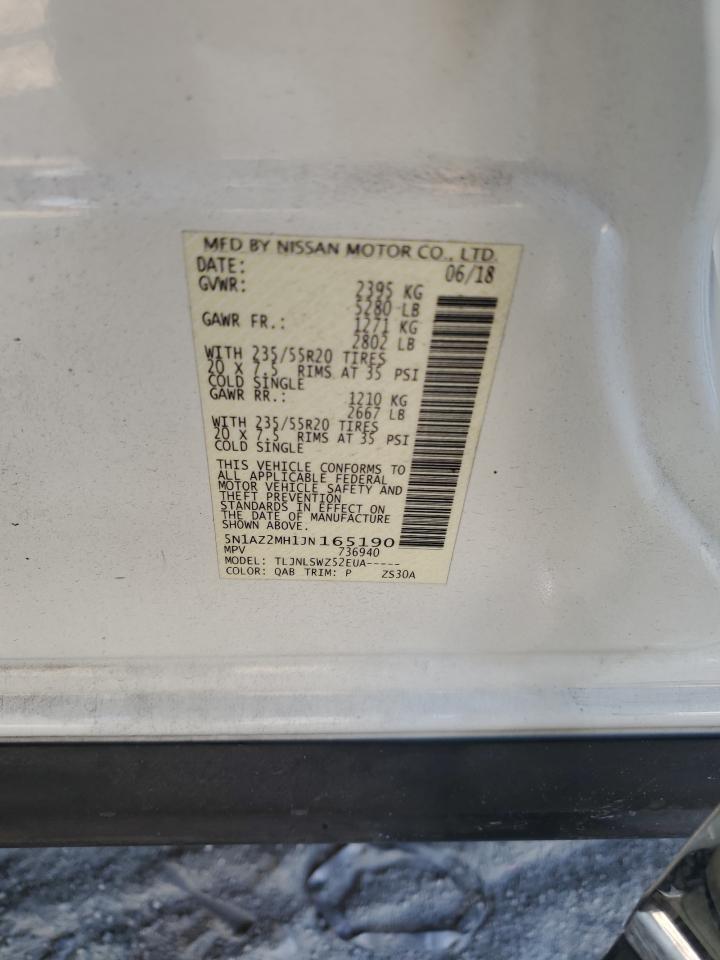 MFD BY NISSAN MOTOR CO., LTD.
DATE: 06/18
GVWR: 2395 KG
5280 LB
GAWR FR.: 1271 KG
2802 LB
WITH 235/55R20 TIRES
20 X 7.5 RIMS AT 35 PSI
COLD SINGLE
GAWR RR.: 1210 KG
2667 LB
WITH 235/55R20 TIRES
20 X 7.5 RIMS AT 35 PSI
COLD SINGLE
THIS VEHICLE CONFORMS TO
ALL APPLICABLE FEDERAL
MOTOR VEHICLE SAFETY AND
THEFT PREVENTION
STANDARDS IN EFFECT ON
THE DATE OF MANUFACTURE
SHOWN ABOVE.
5N1AZ2MH1JN165190
MPV 736940
MODEL: TLJNLSWZ52EUA-----
COLOR: QAB TRIM: P ZS30A